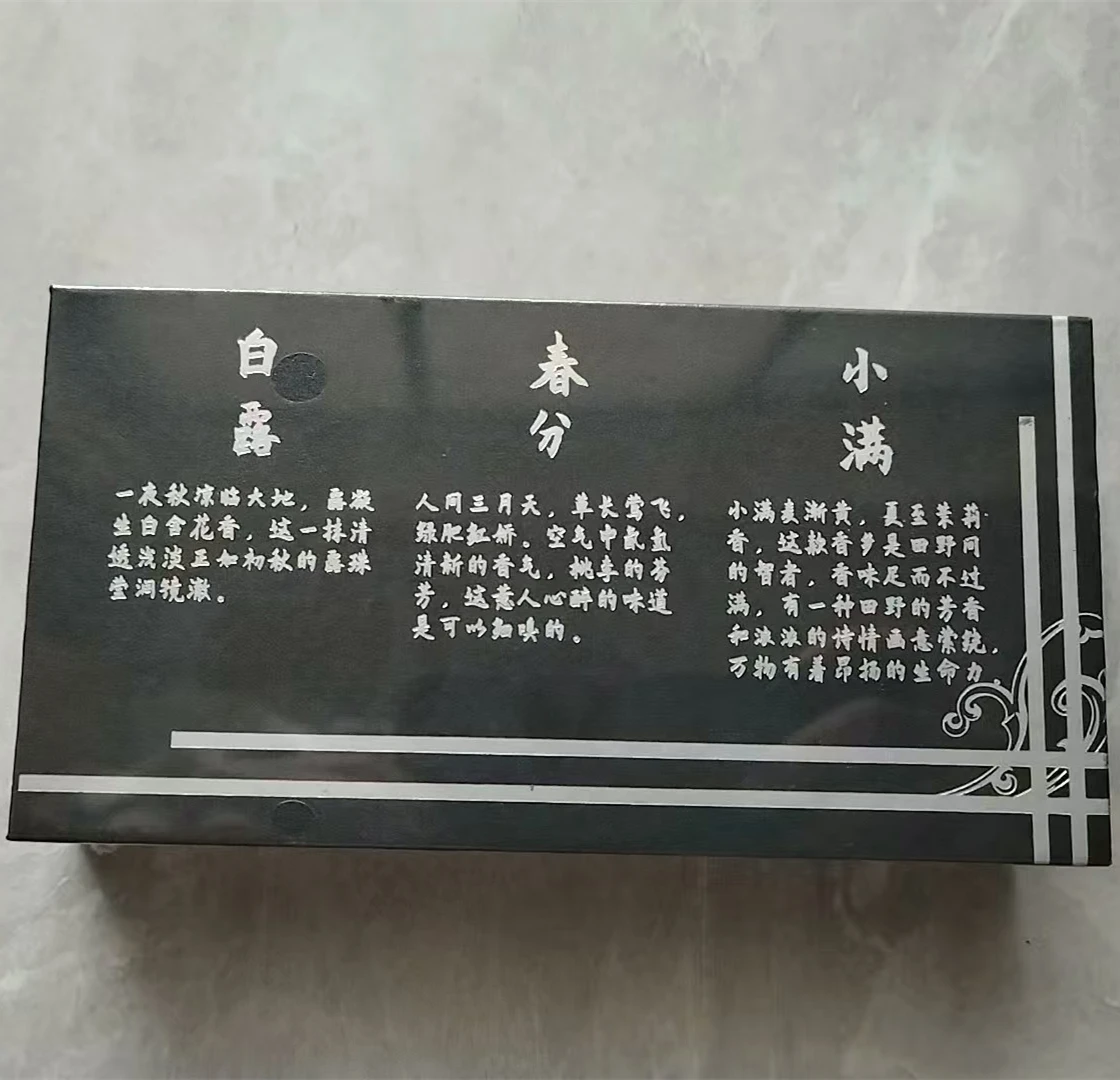 白露
一夜秋凉临大地，露凝
生白含花香，这一抹清
透浅淡正如初秋的露珠
莹润镜澈。
春分
人间三月天，草长莺飞，
绿肥红娇。空气中氤氲
清新的香气，桃李的芬
芳，这薏人心醉的味道
是可以细嗅的。
小满
小满麦渐黄，夏至茉莉
香，这款香多是田野间
的智者，香味足而不过
满，有一种田野的芳香
和浓浓的诗情画意萦绕，
万物有着昂扬的生命力。